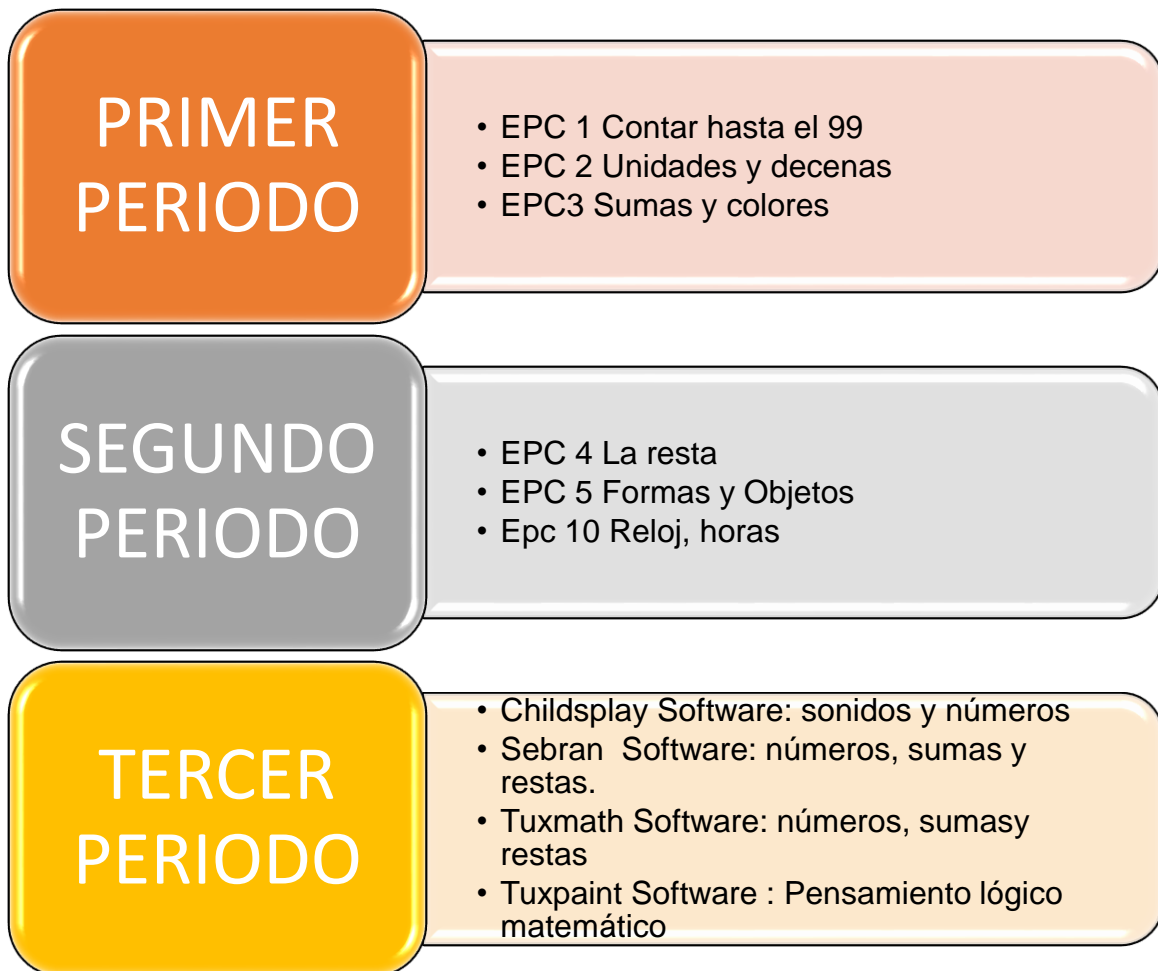 PRIMER
PERIODO
• EPC 1 Contar hasta el 99
• EPC 2 Unidades y decenas
• EPC3 Sumas y colores
SEGUNDO
PERIODO
• EPC 4 La resta
• EPC 5 Formas y Objetos
• Epc 10 Reloj, horas
TERCER
PERIODO
• Childsplay Software: sonidos y números
• Sebran  Software: números, sumas y
restas.
• Tuxmath Software: números, sumasy
restas
• Tuxpaint Software : Pensamiento lógico
matemático